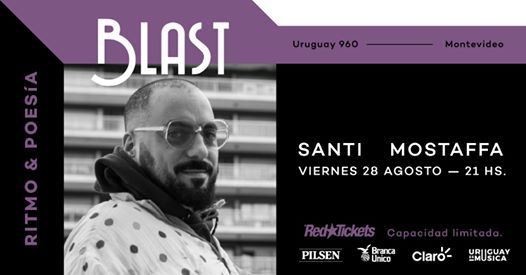 BLAST
Uruguay 960
Montevideo
RITMO & POESÍA
SANTI MOSTAFFA
VIERNES 28 AGOSTO — 21 HS.
RedTickets
Capacidad limitada.
PILSEN
Branca
Unico
Claro
URUGUAY
ES MÚSICA